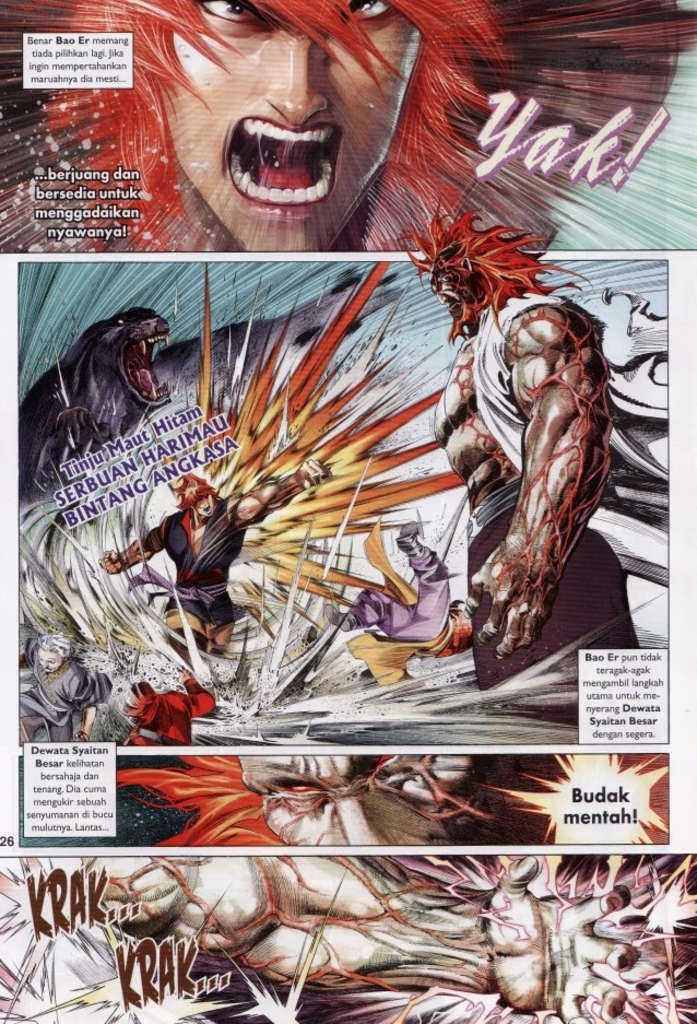 Benar Bao Er memang
tiada pilihkan lagi. Jika
ingin mempertahankan
maruahnya dia mesti...
Yak!
...berjuang dan
bersedia untuk
menggadaikan
nyawanya!
Tinju Maut Hitam
SERBUAN HARIMAU
BINTANG ANGKASA
Bao Er pun tidak
teragak-agak
mengambil langkah
utama untuk me-
nyerang Dewata
Syaitan Besar
dengan segera.
Dewata Syaitan
Besar kelihatan
bersahaja dan
tenang. Dia cuma
mengukir sebuah
senyumanan di bucu
mulutnya. Lantas...
Budak
mentah!
26
KRAK...
KRAK...